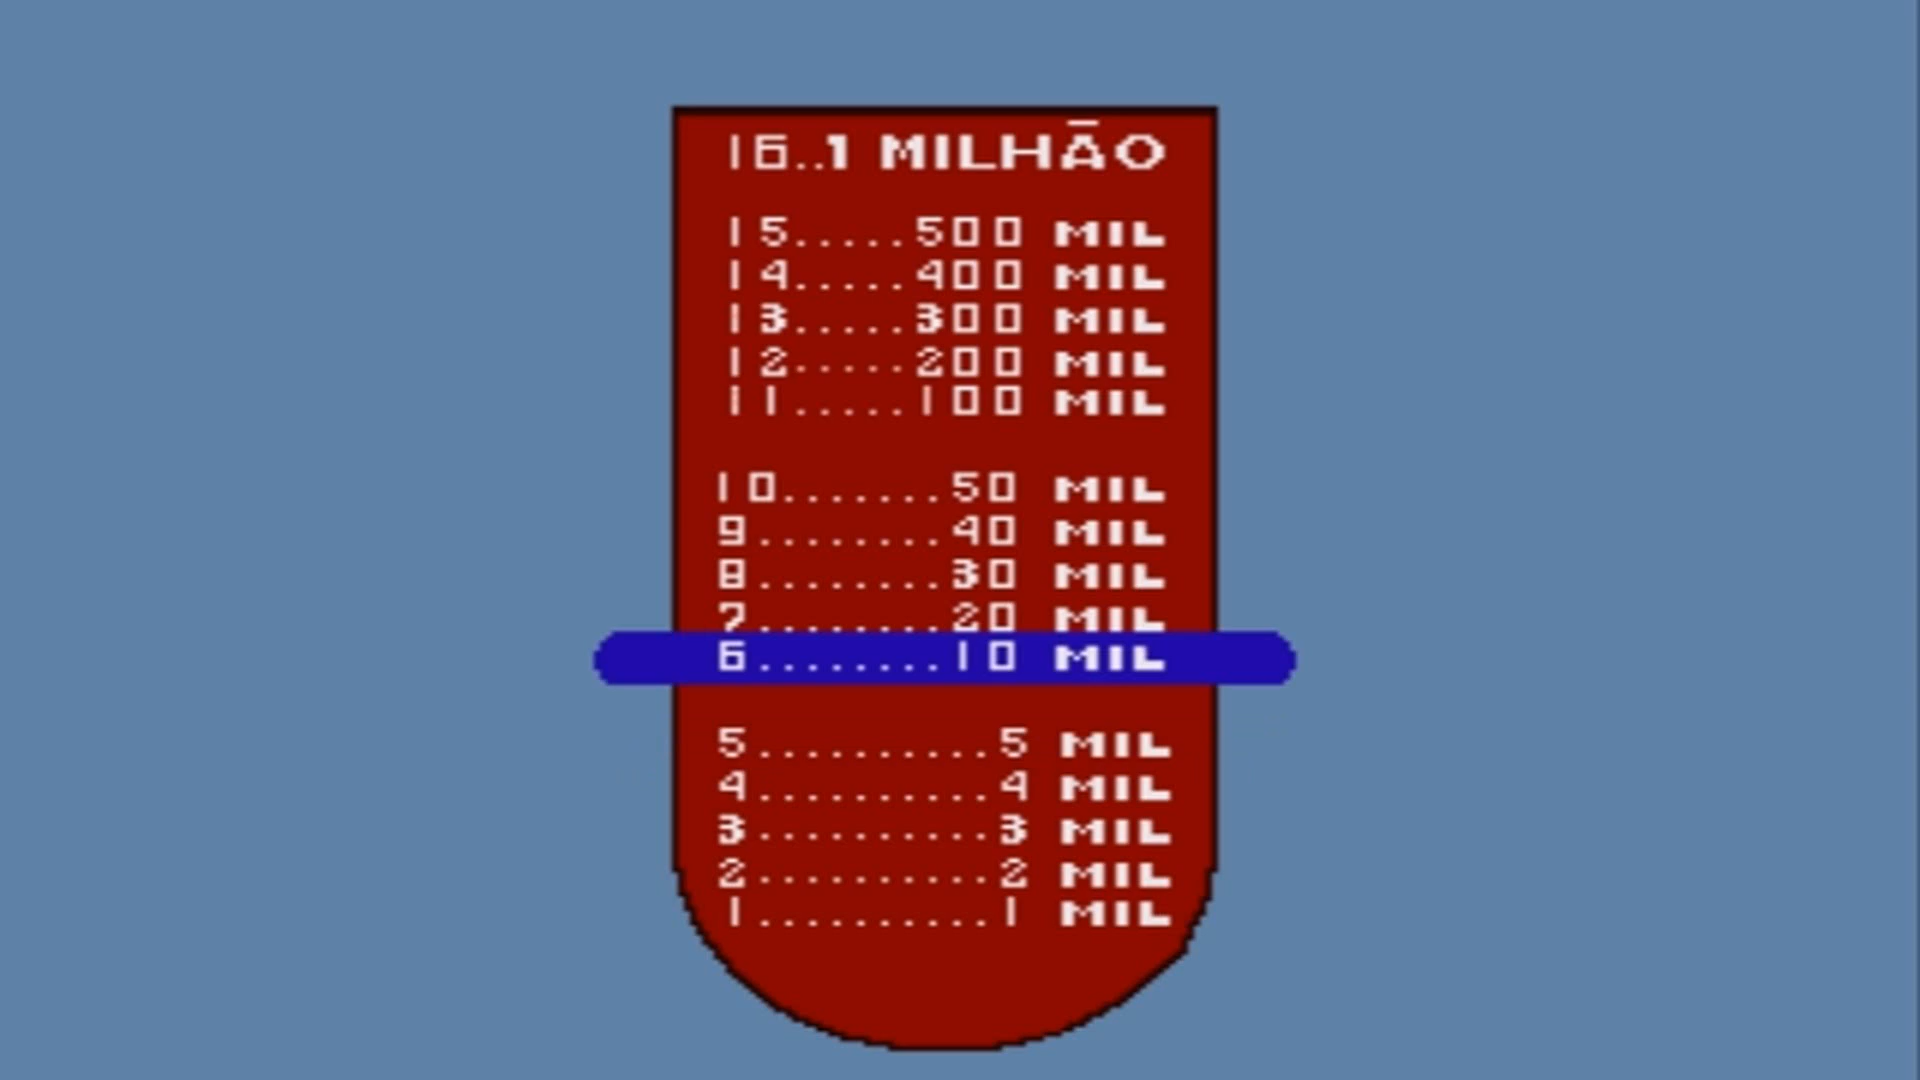 16..1 MILHÃO
15.....500 MIL
14.....400 MIL
13.....300 MIL
12.....200 MIL
11.....100 MIL
10.......50 MIL
9........40 MIL
8........30 MIL
7........20 MIL
6........10 MIL
5..........5 MIL
4..........4 MIL
3..........3 MIL
2..........2 MIL
1..........1 MIL